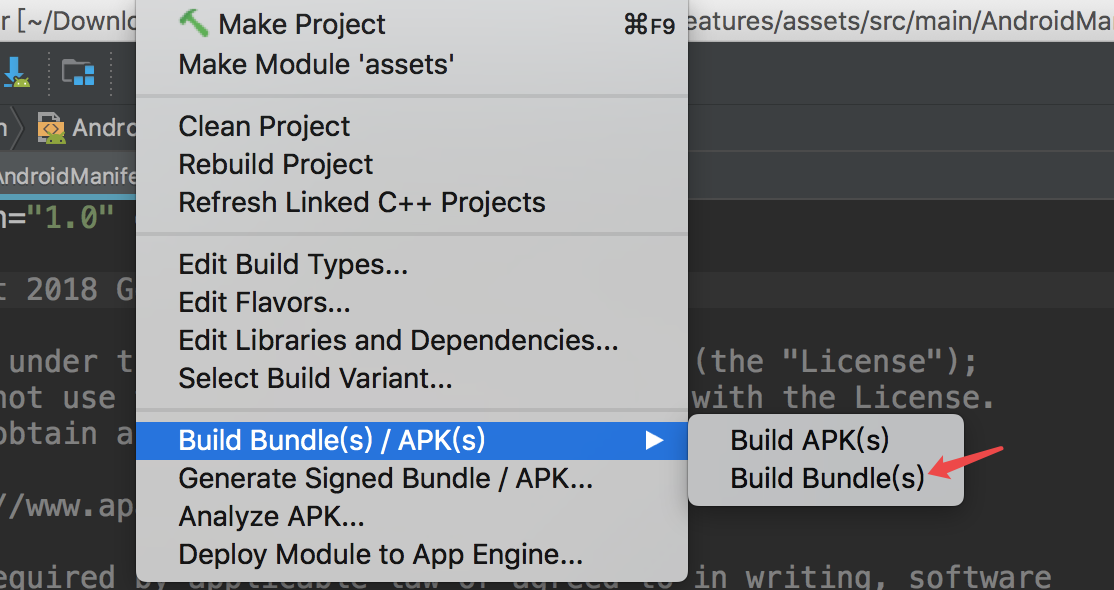 r [~/Downlo
eatures/assets/src/main/AndroidMa
Make Project ⌘F9
Make Module 'assets'
Andro
Clean Project
Rebuild Project
AndroidManife
Refresh Linked C++ Projects
="1.0"
Edit Build Types...
t 2018 G
Edit Flavors...
Edit Libraries and Dependencies...
under t
(the "License");
Select Build Variant...
not use
with the License.
Build Bundle(s) / APK(s)
obtain a
Build APK(s)
Generate Signed Bundle / APK...
Build Bundle(s)
//www.ap
Analyze APK...
Deploy Module to App Engine...
equired by applicable law or agreed to in writing, software